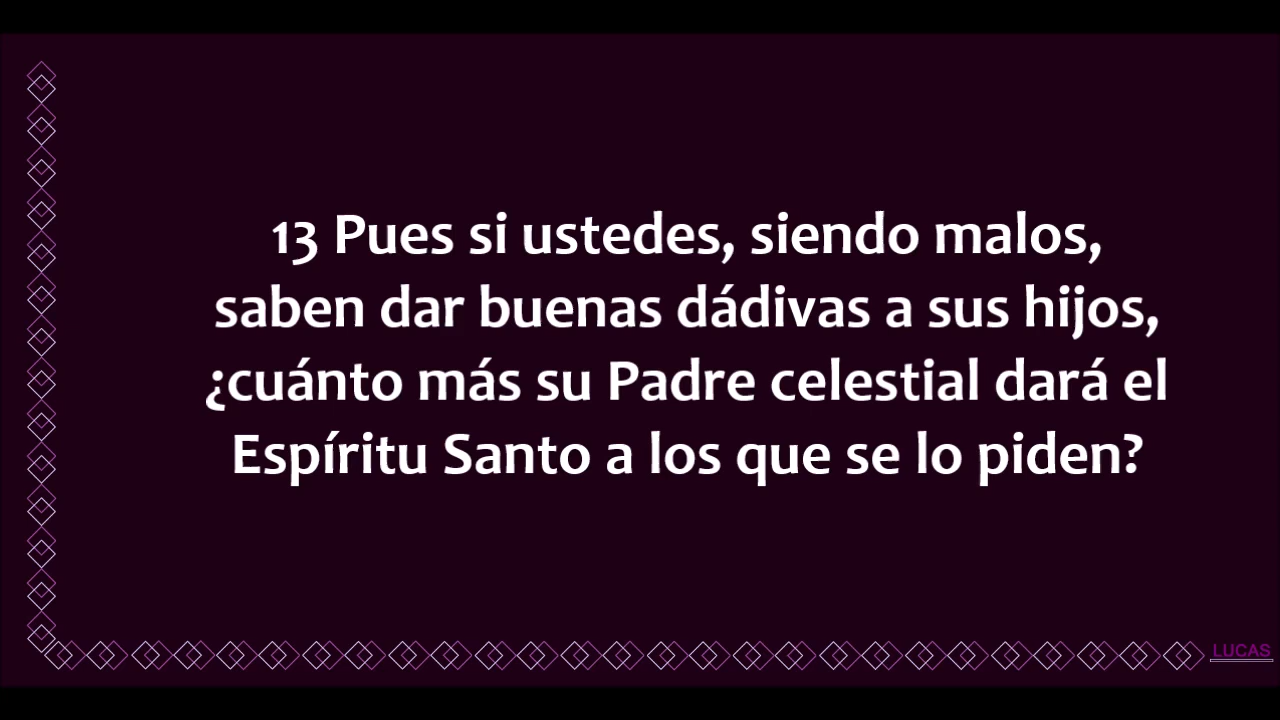 13 Pues si ustedes, siendo malos,
saben dar buenas dádivas a sus hijos,
¿cuánto más su Padre celestial dará el
Espíritu Santo a los que se lo piden?
LUCAS